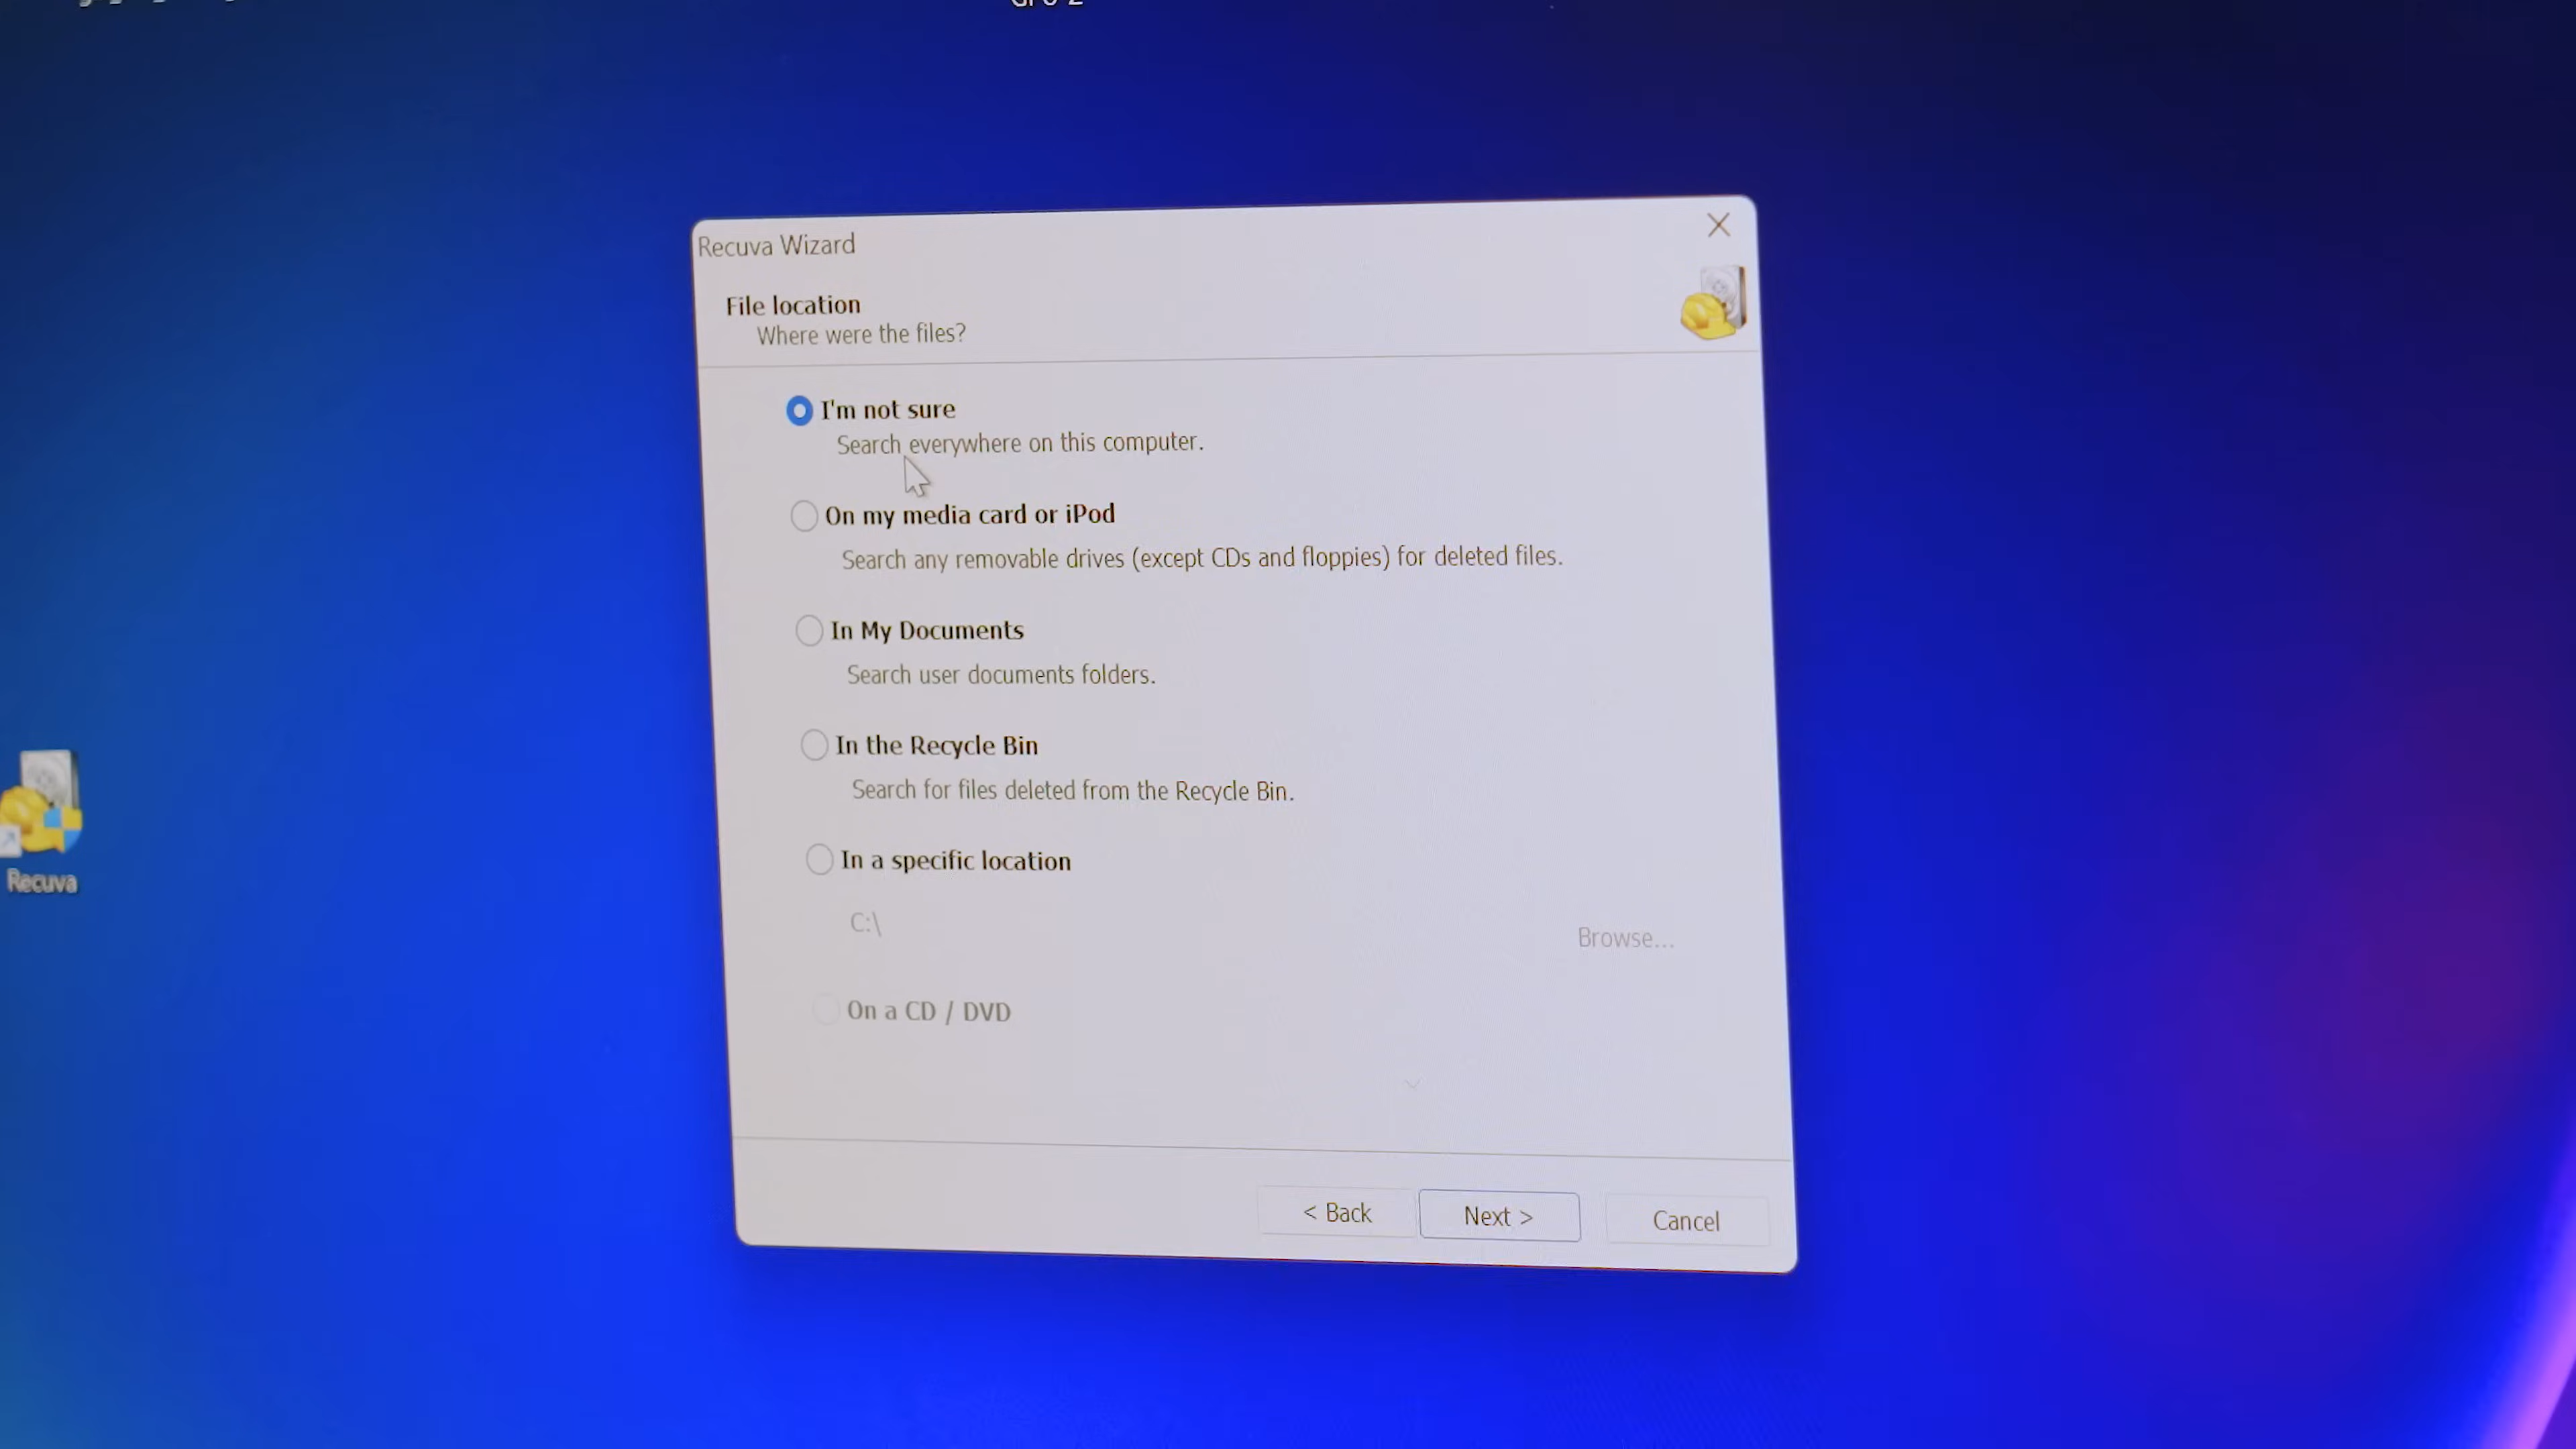 Recuva Wizard
File location
Where were the files?
I'm not sure
Search everywhere on this computer.
On my media card or iPod
Search any removable drives (except CDs and floppies) for deleted files.
In My Documents
Search user documents folders.
In the Recycle Bin
Search for files deleted from the Recycle Bin.
Recuva
In a specific location
C:\
Browse...
On a CD / DVD
< Back
Next >
Cancel